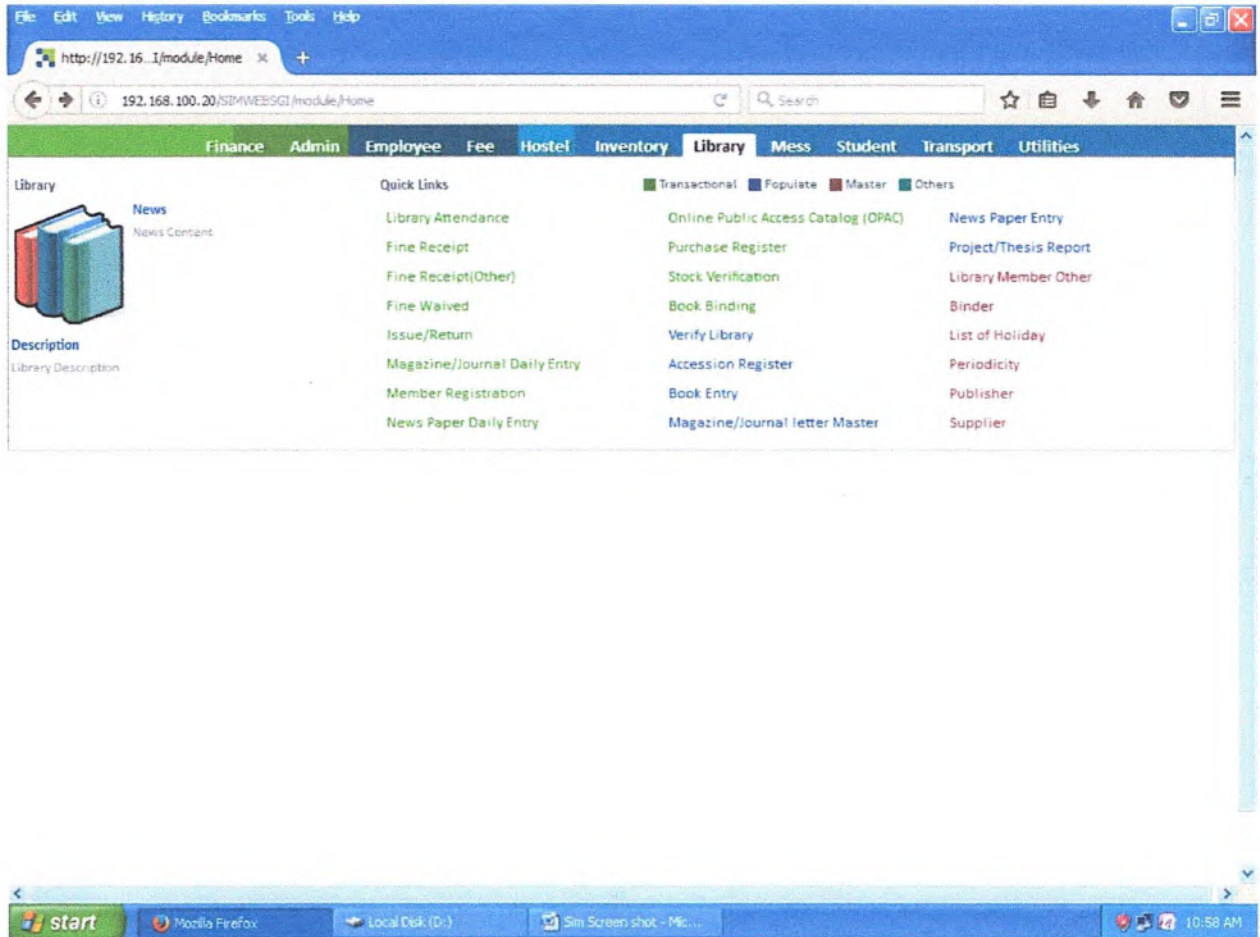 File Edit View History Bookmarks Tools Help
http://192.16...I/module/Home
192.168.100.20/SIMWEBSGI/module/Home
Search
Finance Admin Employee Fee Hostel Inventory Library Mess Student Transport Utilities
Library
News
News Content
Description
Library Description
Quick Links
Transactional Populate Master Others
Library Attendance
Fine Receipt
Fine Receipt(Other)
Fine Waived
Issue/Return
Magazine/Journal Daily Entry
Member Registration
News Paper Daily Entry
Online Public Access Catalog (OPAC)
Purchase Register
Stock Verification
Book Binding
Verify Library
Accession Register
Book Entry
Magazine/Journal letter Master
News Paper Entry
Project/Thesis Report
Library Member Other
Binder
List of Holiday
Periodicity
Publisher
Supplier
start
Mozilla Firefox
Local Disk (D:)
Sim Screen shot - Mic...
10:58 AM